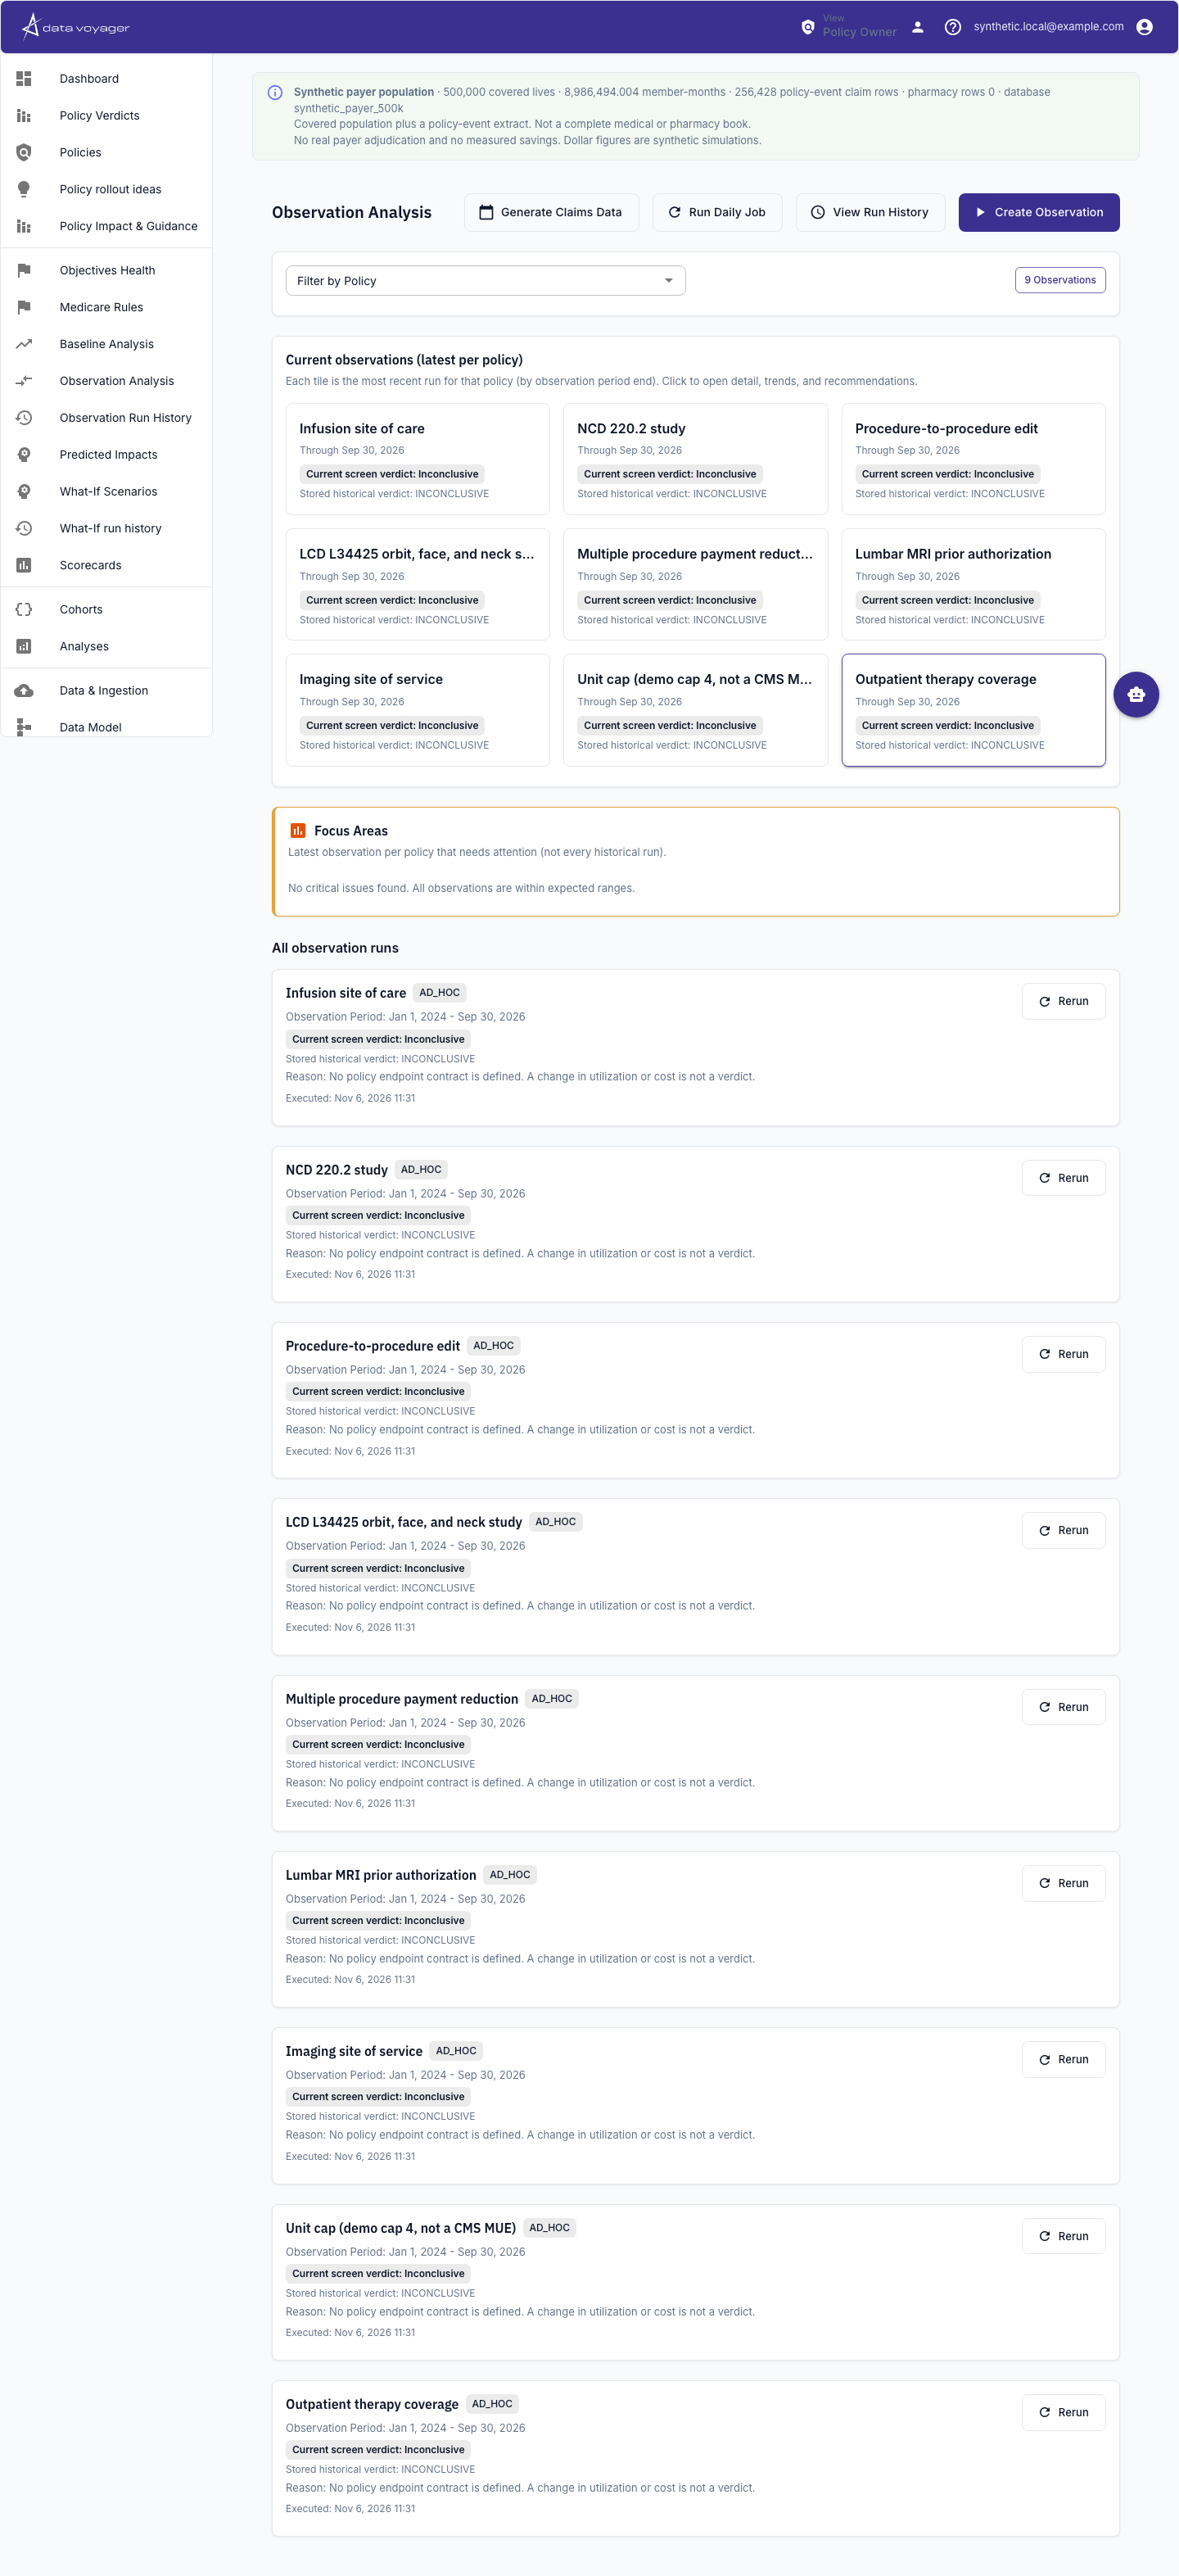 data voyager
View
Policy Owner
synthetic.local@example.com
Dashboard
Policy Verdicts
Policies
Policy rollout ideas
Policy Impact & Guidance
Objectives Health
Medicare Rules
Baseline Analysis
Observation Analysis
Observation Run History
Predicted Impacts
What-If Scenarios
What-If run history
Scorecards
Cohorts
Analyses
Data & Ingestion
Data Model
Synthetic payer population · 500,000 covered lives · 8,986,494.004 member-months · 256,428 policy-event claim rows · pharmacy rows 0 · database
synthetic_payer_500k
Covered population plus a policy-event extract. Not a complete medical or pharmacy book.
No real payer adjudication and no measured savings. Dollar figures are synthetic simulations.
Observation Analysis
Generate Claims Data
Run Daily Job
View Run History
Create Observation
Filter by Policy
9 Observations
Current observations (latest per policy)
Each tile is the most recent run for that policy (by observation period end). Click to open detail, trends, and recommendations.
Infusion site of care
Through Sep 30, 2026
Current screen verdict: Inconclusive
Stored historical verdict: INCONCLUSIVE
NCD 220.2 study
Through Sep 30, 2026
Current screen verdict: Inconclusive
Stored historical verdict: INCONCLUSIVE
Procedure-to-procedure edit
Through Sep 30, 2026
Current screen verdict: Inconclusive
Stored historical verdict: INCONCLUSIVE
LCD L34425 orbit, face, and neck s...
Through Sep 30, 2026
Current screen verdict: Inconclusive
Stored historical verdict: INCONCLUSIVE
Multiple procedure payment reduct...
Through Sep 30, 2026
Current screen verdict: Inconclusive
Stored historical verdict: INCONCLUSIVE
Lumbar MRI prior authorization
Through Sep 30, 2026
Current screen verdict: Inconclusive
Stored historical verdict: INCONCLUSIVE
Imaging site of service
Through Sep 30, 2026
Current screen verdict: Inconclusive
Stored historical verdict: INCONCLUSIVE
Unit cap (demo cap 4, not a CMS M...
Through Sep 30, 2026
Current screen verdict: Inconclusive
Stored historical verdict: INCONCLUSIVE
Outpatient therapy coverage
Through Sep 30, 2026
Current screen verdict: Inconclusive
Stored historical verdict: INCONCLUSIVE
Focus Areas
Latest observation per policy that needs attention (not every historical run).
No critical issues found. All observations are within expected ranges.
All observation runs
Infusion site of care AD_HOC
Rerun
Observation Period: Jan 1, 2024 - Sep 30, 2026
Current screen verdict: Inconclusive
Stored historical verdict: INCONCLUSIVE
Reason: No policy endpoint contract is defined. A change in utilization or cost is not a verdict.
Executed: Nov 6, 2026 11:31
NCD 220.2 study AD_HOC
Rerun
Observation Period: Jan 1, 2024 - Sep 30, 2026
Current screen verdict: Inconclusive
Stored historical verdict: INCONCLUSIVE
Reason: No policy endpoint contract is defined. A change in utilization or cost is not a verdict.
Executed: Nov 6, 2026 11:31
Procedure-to-procedure edit AD_HOC
Rerun
Observation Period: Jan 1, 2024 - Sep 30, 2026
Current screen verdict: Inconclusive
Stored historical verdict: INCONCLUSIVE
Reason: No policy endpoint contract is defined. A change in utilization or cost is not a verdict.
Executed: Nov 6, 2026 11:31
LCD L34425 orbit, face, and neck study AD_HOC
Rerun
Observation Period: Jan 1, 2024 - Sep 30, 2026
Current screen verdict: Inconclusive
Stored historical verdict: INCONCLUSIVE
Reason: No policy endpoint contract is defined. A change in utilization or cost is not a verdict.
Executed: Nov 6, 2026 11:31
Multiple procedure payment reduction AD_HOC
Rerun
Observation Period: Jan 1, 2024 - Sep 30, 2026
Current screen verdict: Inconclusive
Stored historical verdict: INCONCLUSIVE
Reason: No policy endpoint contract is defined. A change in utilization or cost is not a verdict.
Executed: Nov 6, 2026 11:31
Lumbar MRI prior authorization AD_HOC
Rerun
Observation Period: Jan 1, 2024 - Sep 30, 2026
Current screen verdict: Inconclusive
Stored historical verdict: INCONCLUSIVE
Reason: No policy endpoint contract is defined. A change in utilization or cost is not a verdict.
Executed: Nov 6, 2026 11:31
Imaging site of service AD_HOC
Rerun
Observation Period: Jan 1, 2024 - Sep 30, 2026
Current screen verdict: Inconclusive
Stored historical verdict: INCONCLUSIVE
Reason: No policy endpoint contract is defined. A change in utilization or cost is not a verdict.
Executed: Nov 6, 2026 11:31
Unit cap (demo cap 4, not a CMS MUE) AD_HOC
Rerun
Observation Period: Jan 1, 2024 - Sep 30, 2026
Current screen verdict: Inconclusive
Stored historical verdict: INCONCLUSIVE
Reason: No policy endpoint contract is defined. A change in utilization or cost is not a verdict.
Executed: Nov 6, 2026 11:31
Outpatient therapy coverage AD_HOC
Rerun
Observation Period: Jan 1, 2024 - Sep 30, 2026
Current screen verdict: Inconclusive
Stored historical verdict: INCONCLUSIVE
Reason: No policy endpoint contract is defined. A change in utilization or cost is not a verdict.
Executed: Nov 6, 2026 11:31